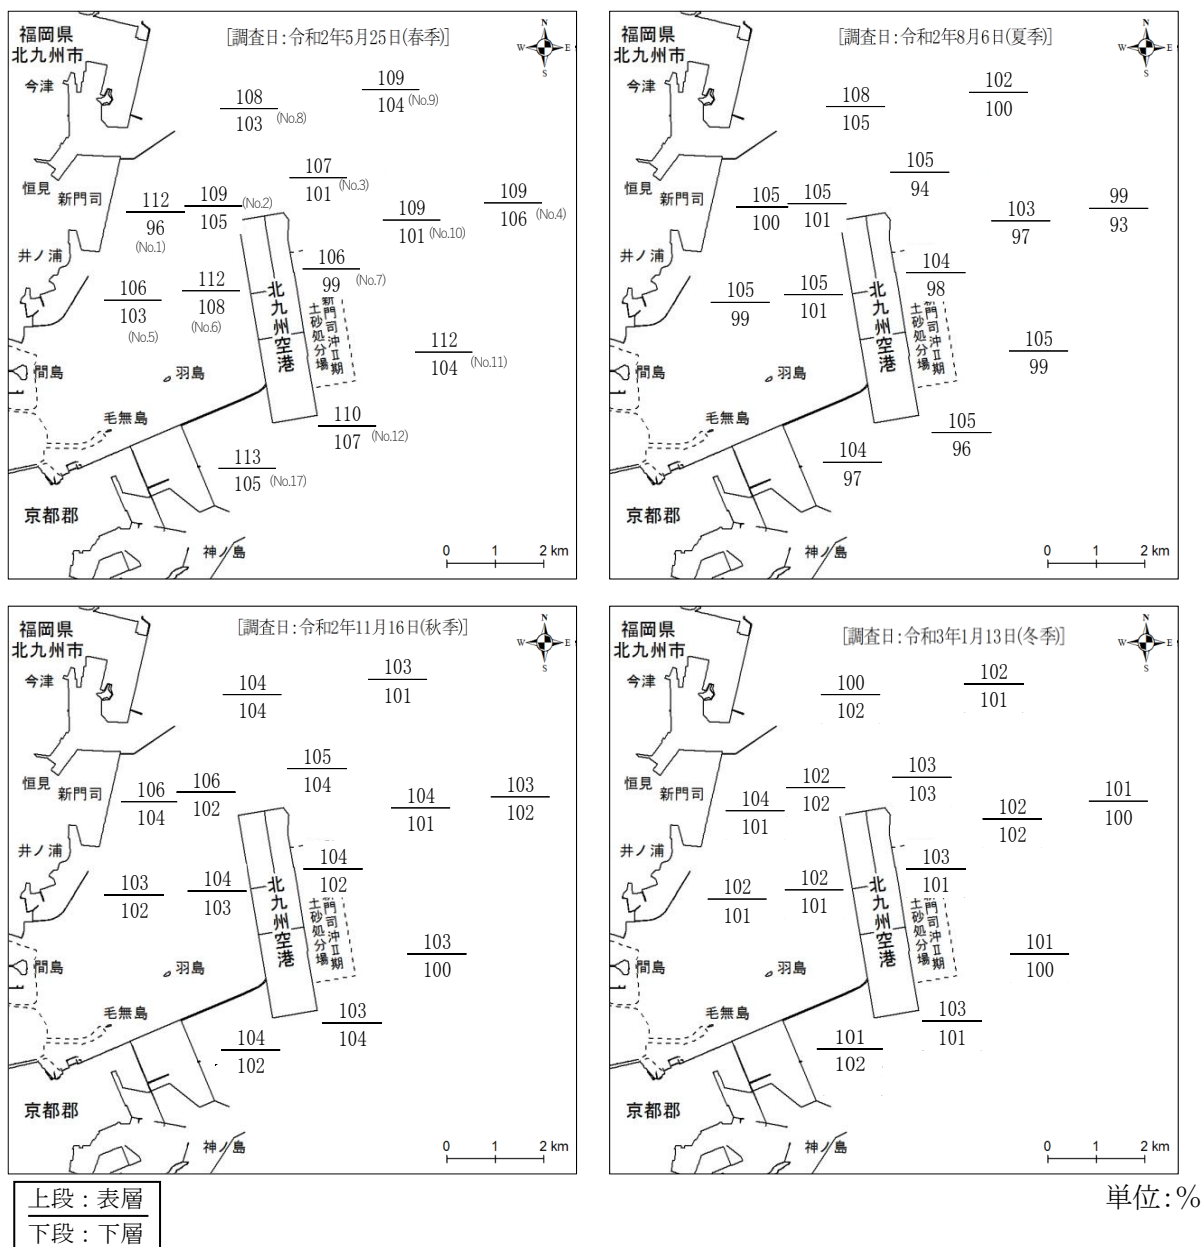 [調査日:令和2年5月25日(春季)]
福岡県
北九州市
今津
恒見
新門司
井ノ浦
間島
羽島
毛無島
京都郡
神ノ島
北九州空港
新門司沖Ⅱ期
土砂処分場
N
W
E
S
109
104 (No.9)
108
103 (No.8)
107
101 (No.3)
112
96
(No.1)
109
105
(No.2)
109
106 (No.4)
109
101 (No.10)
106
99 (No.7)
106
103
(No.5)
112
108
(No.6)
112
104 (No.11)
110
107 (No.12)
113
105 (No.17)
0 1 2 km
[調査日:令和2年8月6日(夏季)]
福岡県
北九州市
今津
恒見
新門司
井ノ浦
間島
羽島
毛無島
京都郡
神ノ島
北九州空港
新門司沖Ⅱ期
土砂処分場
N
W
E
S
102
100
108
105
105
94
105
100
105
101
99
93
103
97
104
98
105
99
105
101
105
99
105
96
104
97
0 1 2 km
[調査日:令和2年11月16日(秋季)]
福岡県
北九州市
今津
恒見
新門司
井ノ浦
間島
羽島
毛無島
京都郡
神ノ島
北九州空港
門司沖Ⅱ期
土砂処分場
N
W
E
S
103
101
104
104
105
104
106
104
106
102
103
102
104
101
104
102
103
102
104
103
103
100
103
104
104
102
0 1 2 km
[調査日:令和3年1月13日(冬季)]
福岡県
北九州市
今津
恒見
新門司
井ノ浦
間島
羽島
毛無島
京都郡
神ノ島
北九州空港
門司沖Ⅱ期
土砂処分場
N
W
E
S
102
101
100
102
103
103
104
101
102
102
101
100
102
102
103
101
102
101
102
101
101
100
103
101
101
102
0 1 2 km
上段:表層
下段:下層
単位:%